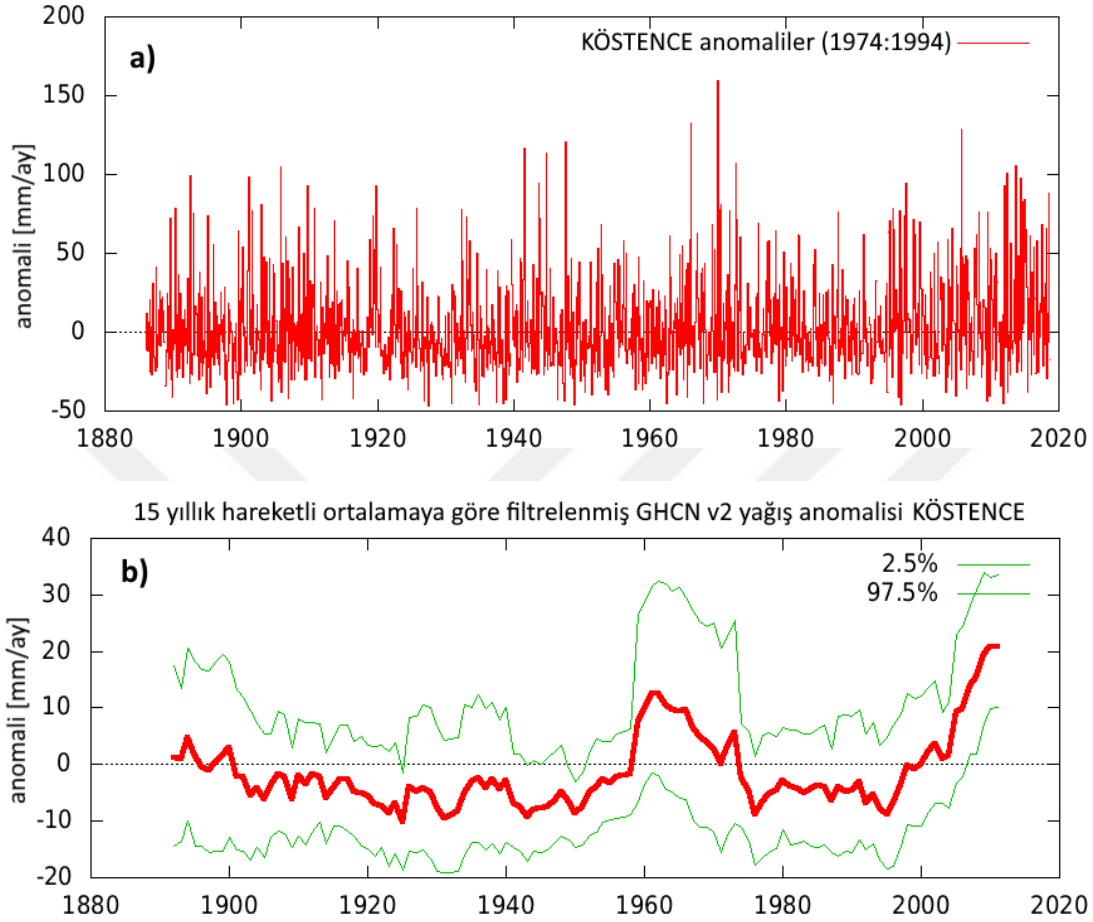 200
150
100
50
0
-50
anomali [mm/ay]
a)
KÖSTENCE anomaliler (1974:1994)
1880 1900 1920 1940 1960 1980 2000 2020
15 yıllık hareketli ortalamaya göre filtrelenmiş GHCN v2 yağış anomalisi KÖSTENCE
40
30
20
10
0
-10
-20
anomali [mm/ay]
b)
2.5%
97.5%
1880 1900 1920 1940 1960 1980 2000 2020